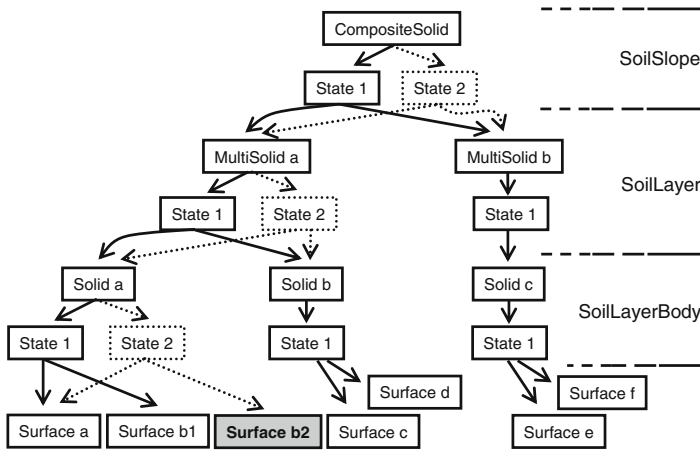 CompositeSolid
SoilSlope
State 1
State 2
MultiSolid a
MultiSolid b
SoilLayer
State 1
State 2
State 1
Solid a
Solid b
Solid c
SoilLayerBody
State 1
State 2
State 1
State 1
Surface d
Surface f
Surface a
Surface b1
Surface b2
Surface c
Surface e